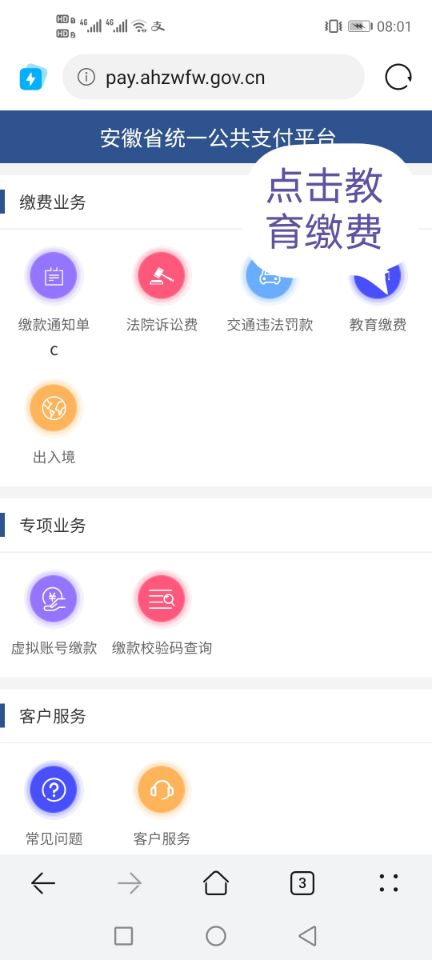 08:01
pay.ahzwfw.gov.cn
安徽省统一公共支付平台
点击教
育缴费
缴费业务
缴款通知单
C
法院诉讼费
交通违法罚款
教育缴费
出入境
专项业务
虚拟账号缴款
缴款校验码查询
客户服务
常见问题
客户服务
3